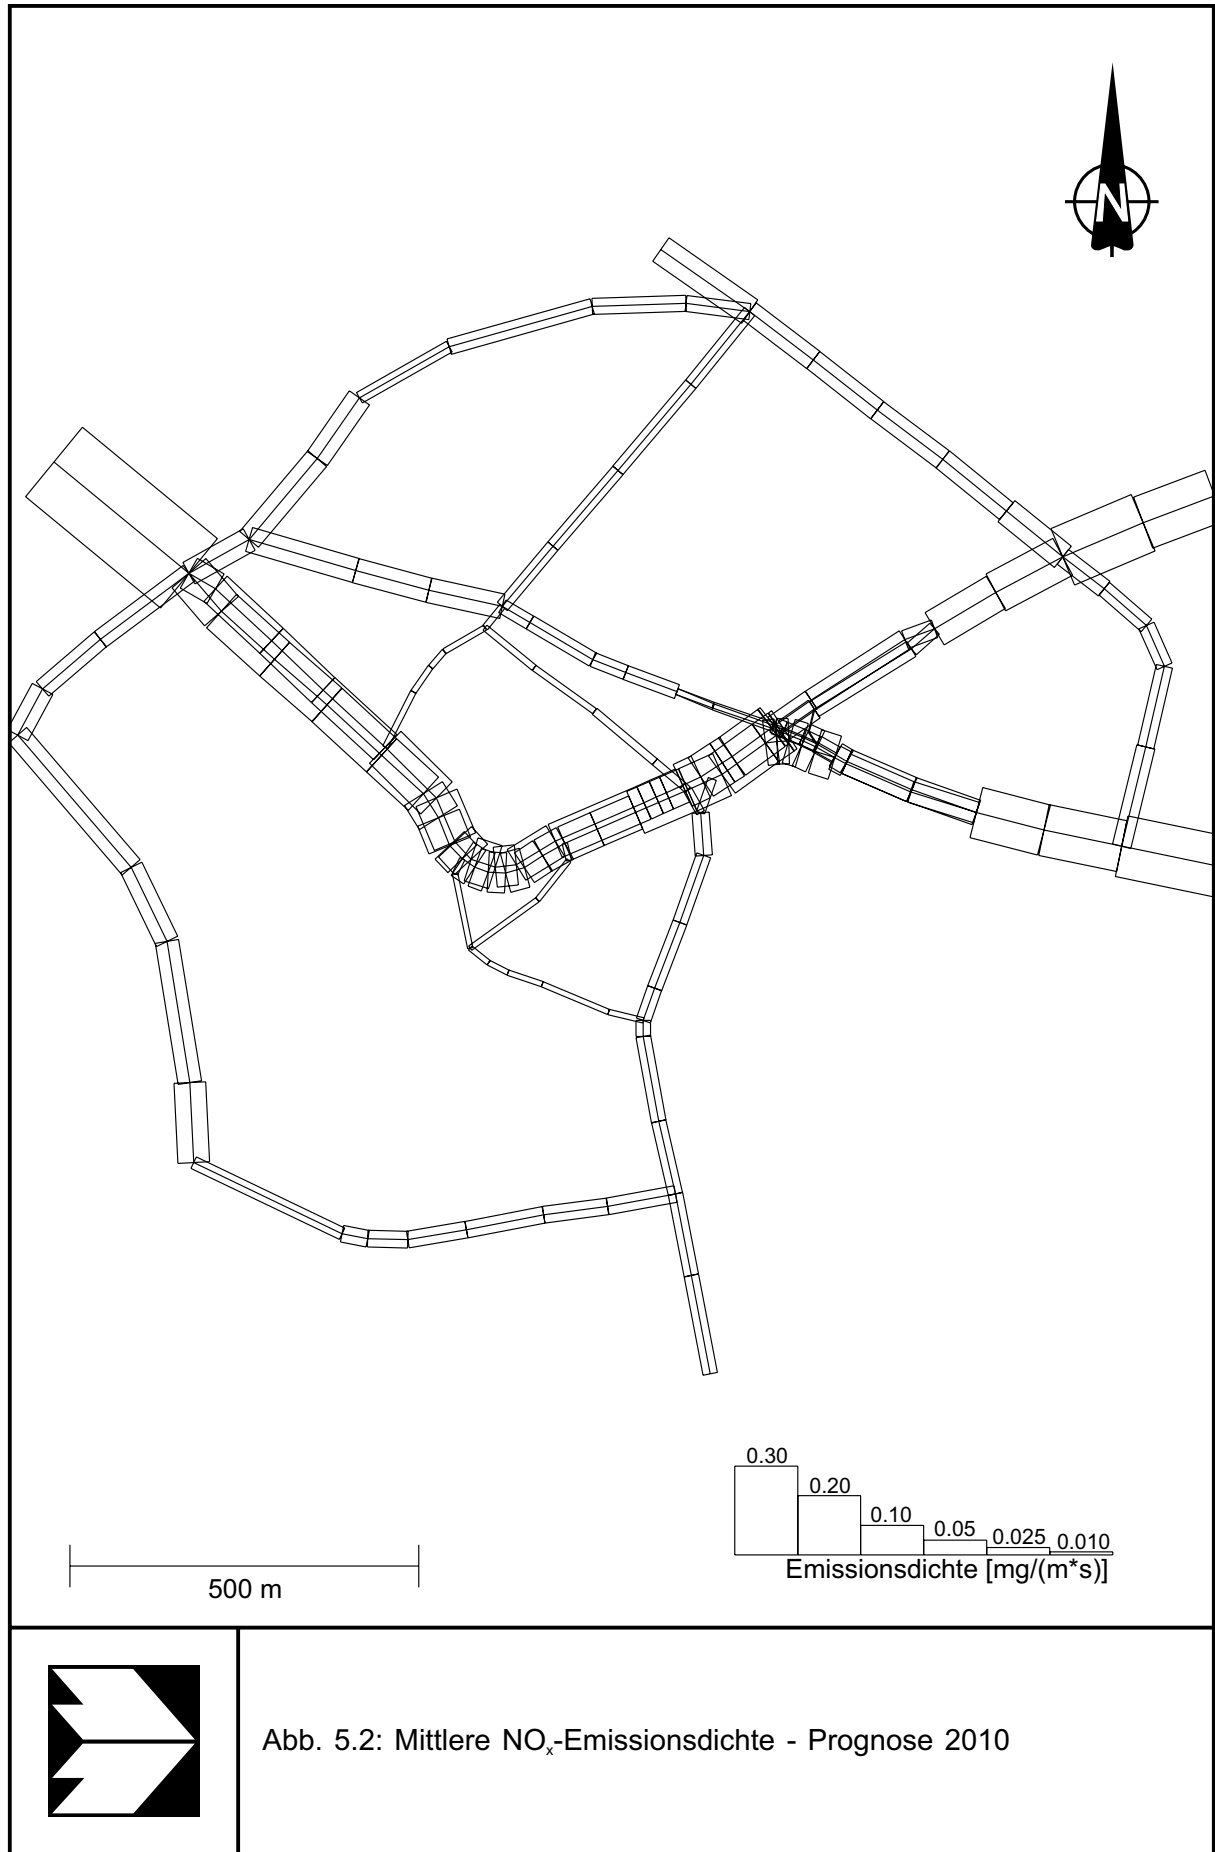 N
0.30
0.20
0.10
0.05
0.025
0.010
Emissionsdichte [mg/(m*s)]
500 m
Abb. 5.2: Mittlere NOx-Emissionsdichte - Prognose 2010